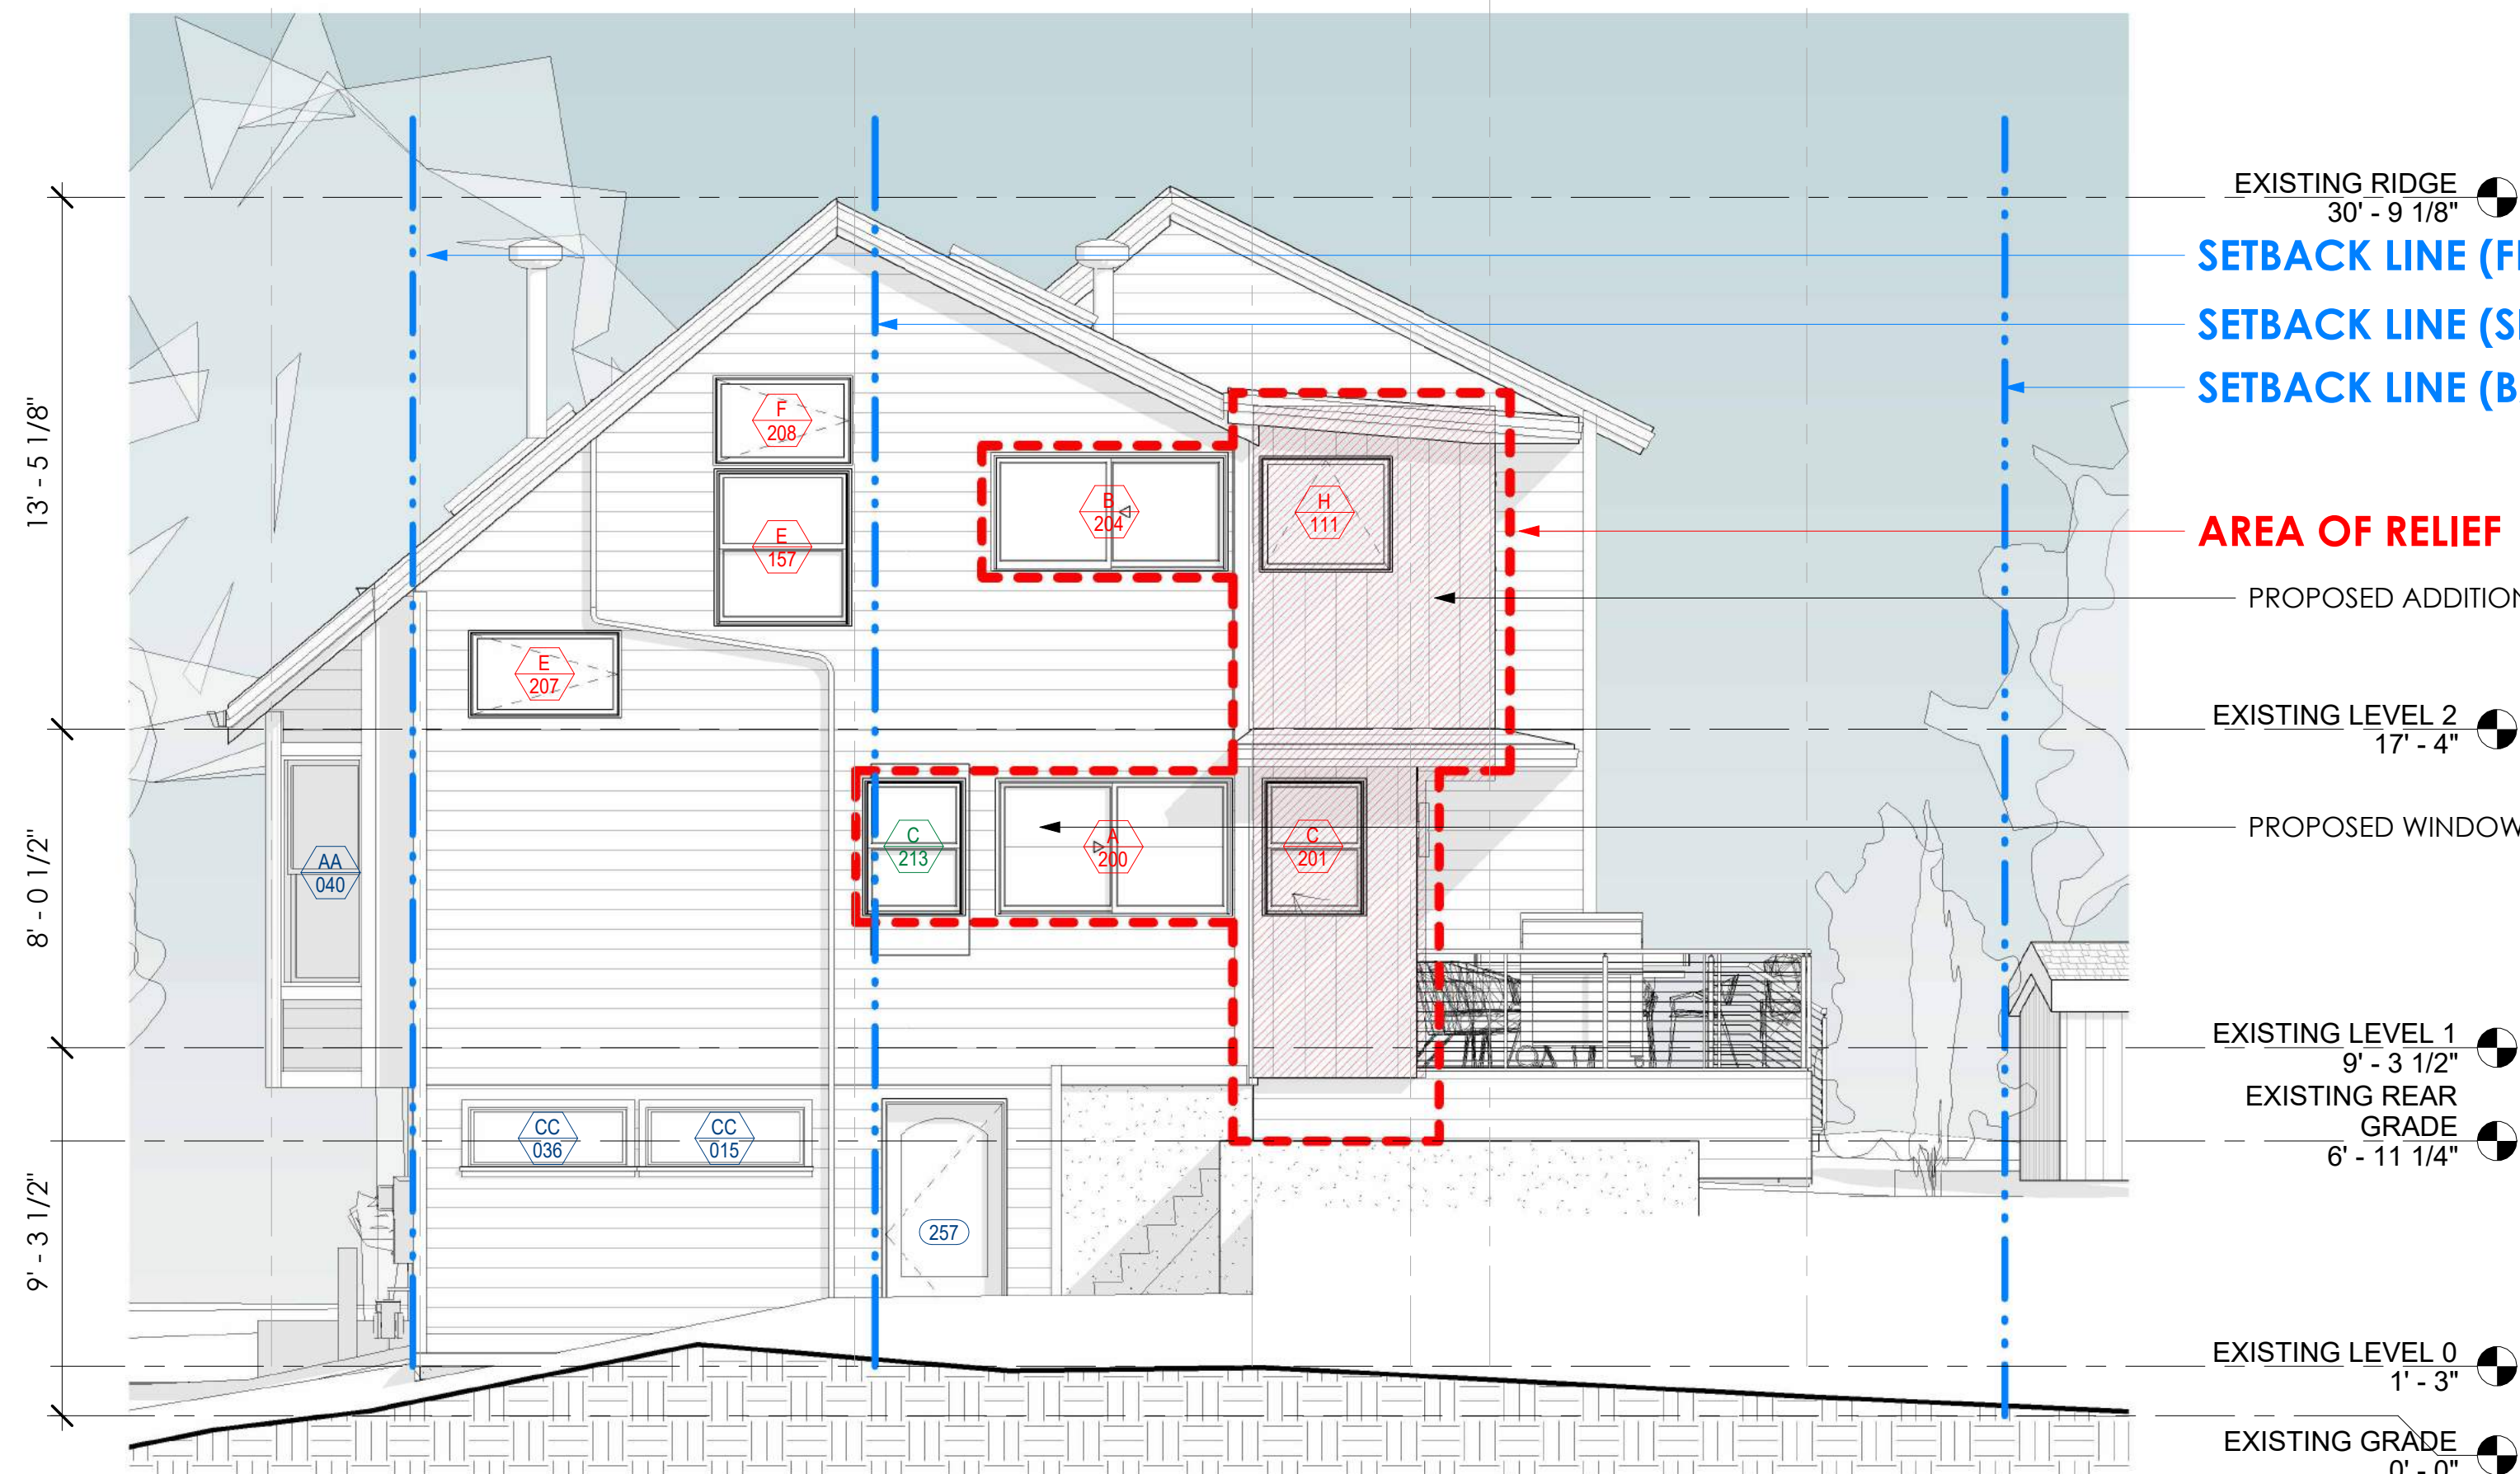 EXISTING RIDGE
30' - 9 1/8"
SETBACK LINE
SETBACK LINE
SETBACK LINE
AREA OF RELIEF
PROPOSED ADDITION
EXISTING LEVEL 2
17' - 4"
PROPOSED WINDOW
EXISTING LEVEL 1
9' - 3 1/2"
EXISTING REAR
GRADE
6' - 11 1/4"
EXISTING LEVEL 0
1' - 3"
EXISTING GRADE
0' - 0"
13' - 5 1/8"
8' - 0 1/2"
9' - 3 1/2"
F
208
E
157
B
204
H
111
E
207
C
213
A
200
C
201
AA
040
CC
036
CC
015
257